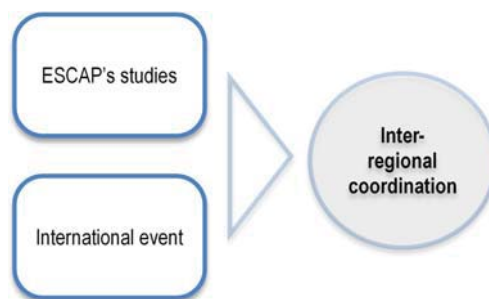 ESCAP's studies
International event
Inter-
regional
coordination